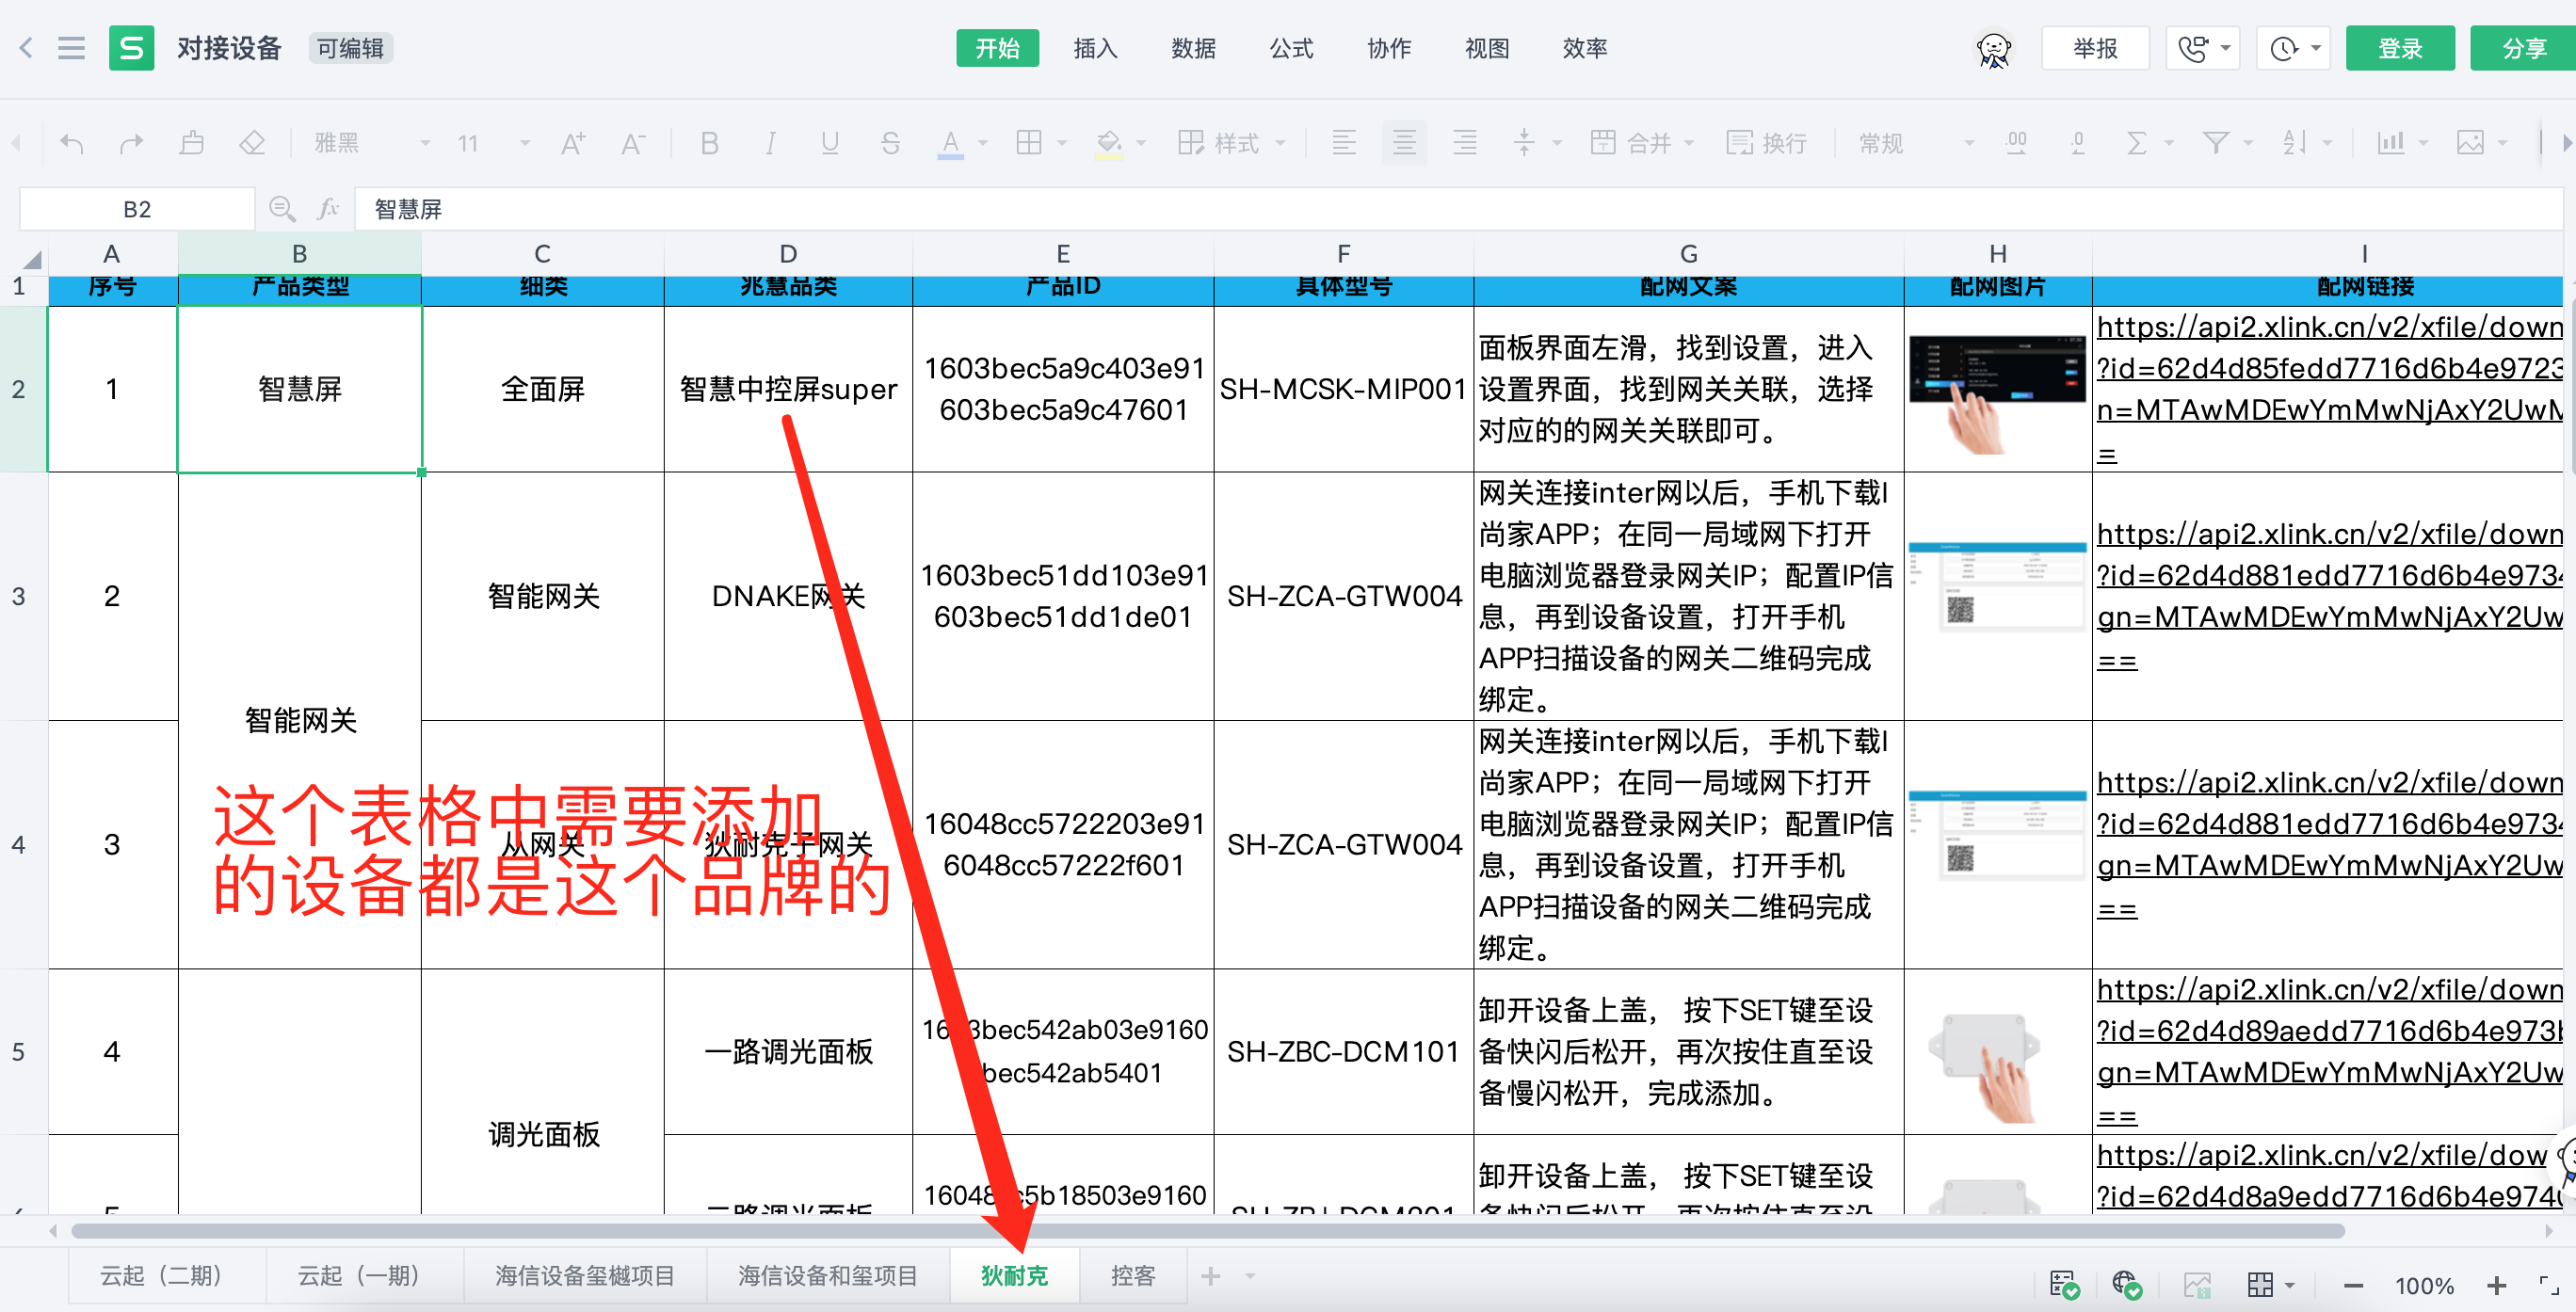 对接设备 可编辑 开始 插入 数据 公式 协作 视图 效率 举报 登录 分享
雅黑 11 A+ A- B I U S A 样式 合并 换行 常规 .00 .0
B2 fx 智慧屏
A B C D E F G H I
1 序号 产品类型 细类 兆慧品类 产品ID 具体型号 配网文案 配网图片 配网链接
2 1 智慧屏 全面屏 智慧中控屏super
1603bec5a9c403e91
603bec5a9c47601
SH-MCSK-MIP001
面板界面左滑，找到设置，进入
设置界面，找到网关关联，选择
对应的的网关关联即可。
https://api2.xlink.cn/v2/xfile/down
?id=62d4d85fedd7716d6b4e9723
n=MTAwMDEwYmMwNjAxY2UwM
=
3 2 智能网关 智能网关 DNAKE网关
1603bec51dd103e91
603bec51dd1de01
SH-ZCA-GTW004
网关连接inter网以后，手机下载I
尚家APP；在同一局域网下打开
电脑浏览器登录网关IP；配置IP信
息，再到设备设置，打开手机
APP扫描设备的网关二维码完成
绑定。
https://api2.xlink.cn/v2/xfile/down
?id=62d4d881edd7716d6b4e9734
gn=MTAwMDEwYmMwNjAxY2Uw
==
4 3 从网关 狄耐克子网关
16048cc5722203e91
6048cc57222f601
SH-ZCA-GTW004
网关连接inter网以后，手机下载I
尚家APP；在同一局域网下打开
电脑浏览器登录网关IP；配置IP信
息，再到设备设置，打开手机
APP扫描设备的网关二维码完成
绑定。
https://api2.xlink.cn/v2/xfile/down
?id=62d4d881edd7716d6b4e9734
gn=MTAwMDEwYmMwNjAxY2Uw
==
这个表格中需要添加
的设备都是这个品牌的
5 4 调光面板 一路调光面板
bec542ab5401
SH-ZBC-DCM101
卸开设备上盖， 按下SET键至设
备快闪后松开，再次按住直至设
备慢闪松开，完成添加。
https://api2.xlink.cn/v2/xfile/down
?id=62d4d89aedd7716d6b4e973
gn=MTAwMDEwYmMwNjAxY2Uw
==
5 二路调光面板
卸开设备上盖， 按下SET键至设
备快闪后松开，再次按住直至设
https://api2.xlink.cn/v2/xfile/dow
?id=62d4d8a9edd7716d6b4e974
云起（二期） 云起（一期） 海信设备玺樾项目 海信设备和玺项目 狄耐克 控客 100%